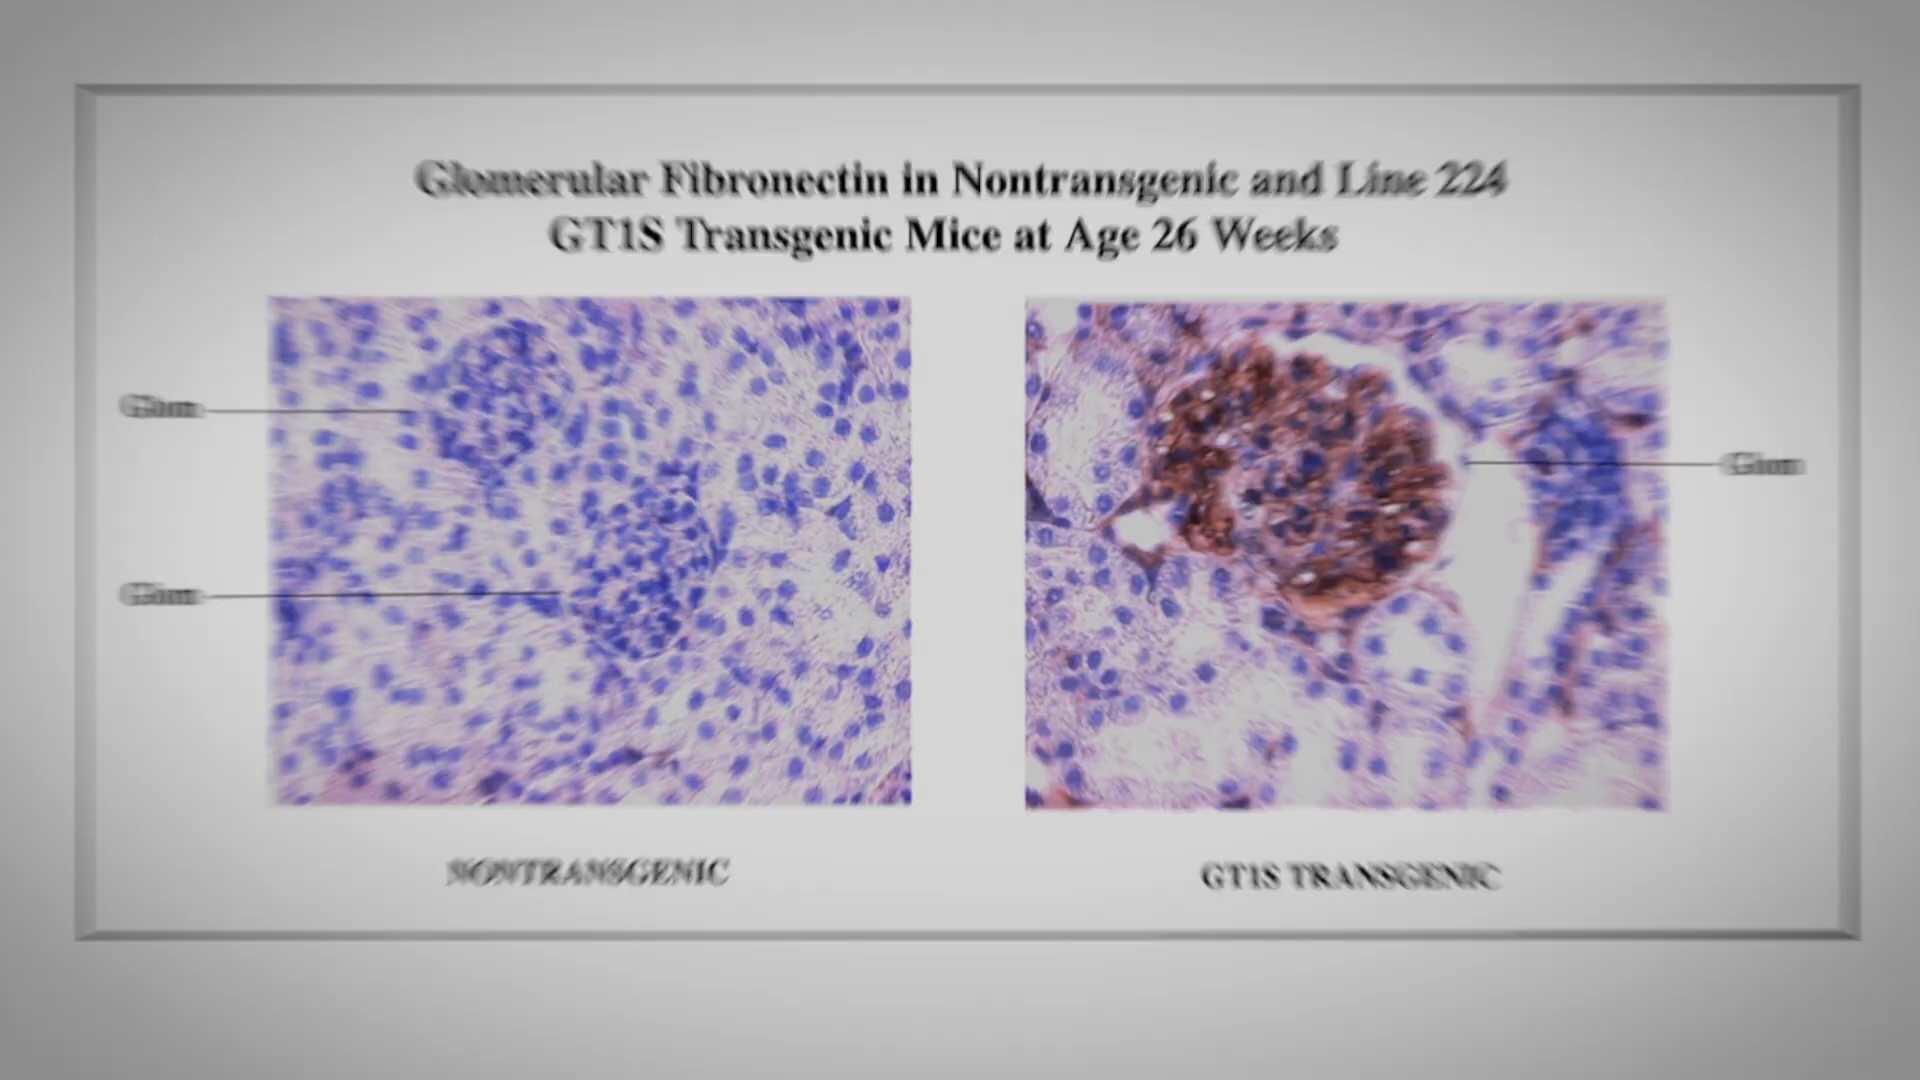 Glomerular Fibronectin in Nontransgenic and Line 224
GT1S Transgenic Mice at Age 26 Weeks
Glom
Glom
Glom
NONTRANSGENIC
GT1S TRANSGENIC